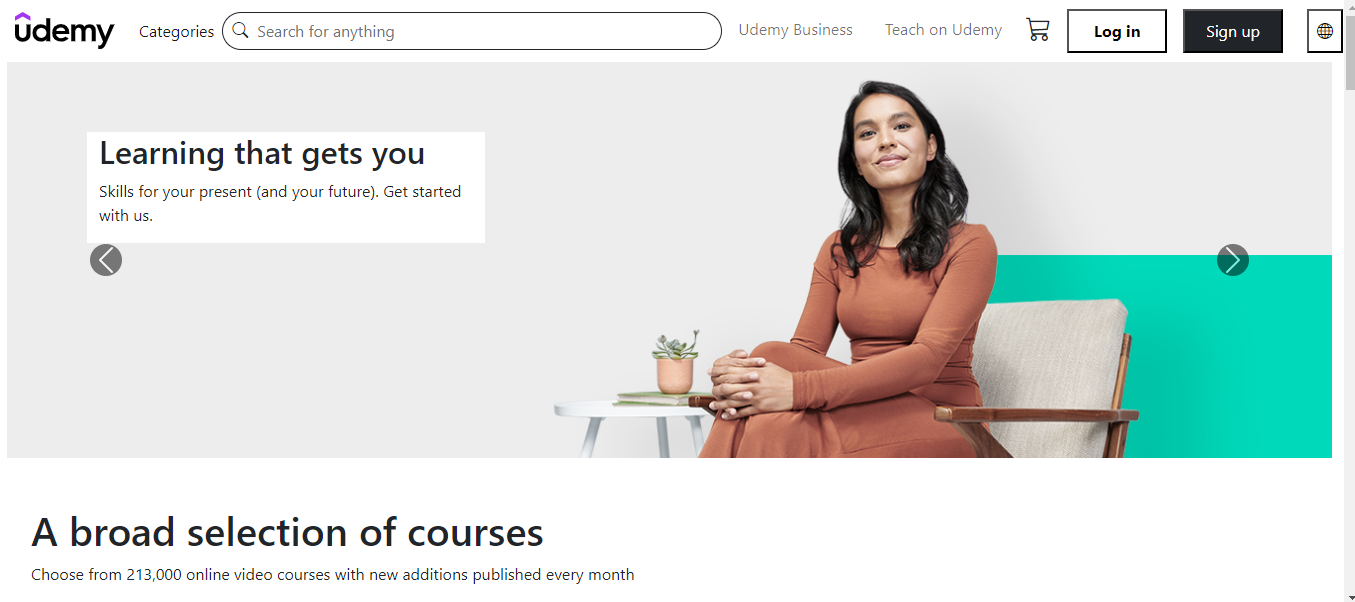 udemy Categories Search for anything Udemy Business Teach on Udemy Log in Sign up
Learning that gets you
Skills for your present (and your future). Get started
with us.
A broad selection of courses
Choose from 213,000 online video courses with new additions published every month